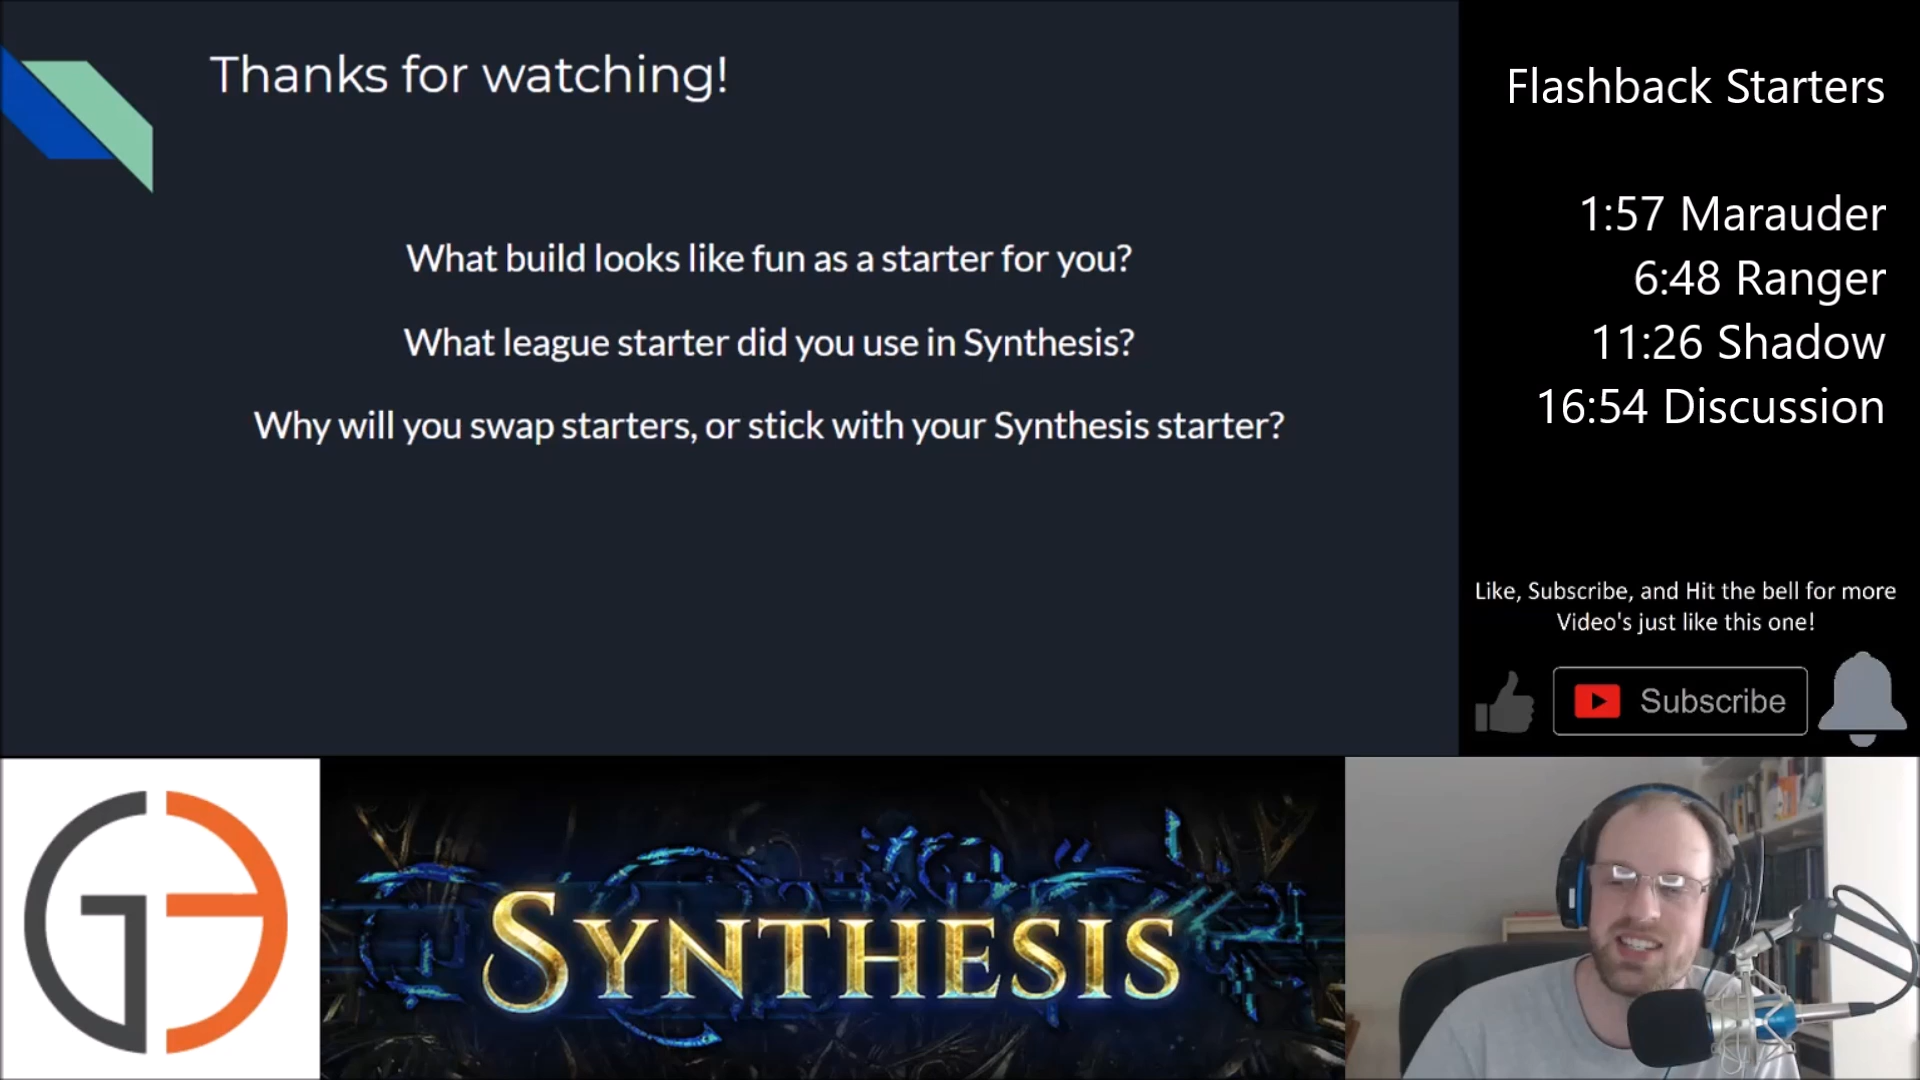 Thanks for watching!
What build looks like fun as a starter for you?
What league starter did you use in Synthesis?
Why will you swap starters, or stick with your Synthesis starter?
Flashback Starters
1:57 Marauder
6:48 Ranger
11:26 Shadow
16:54 Discussion
Like, Subscribe, and Hit the bell for more
Video's just like this one!
Subscribe
SYNTHESIS